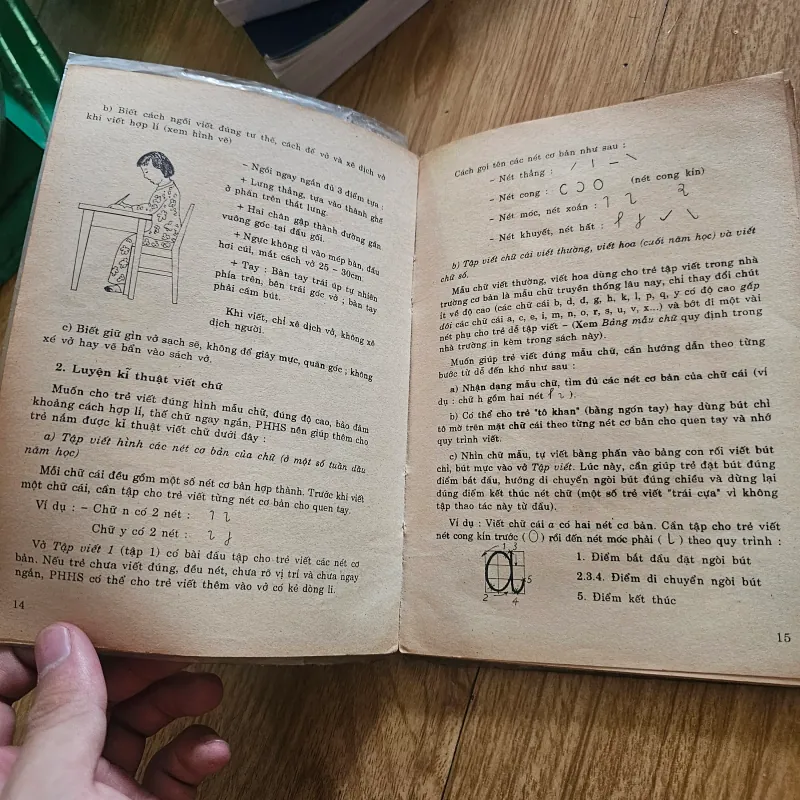 b) Biết cách ngồi viết đúng tư thế, cách để vở và xê dịch vở
khi viết hợp lí (xem hình vẽ)
- Ngồi ngay ngắn đủ 3 điểm tựa :
+ Lưng thẳng, tựa vào thành ghế
ở phần trên thắt lưng.
+ Hai chân gập thành đường gần
vuông góc tại đầu gối.
+ Ngực không tì vào mép bàn, đầu
hơi cúi, mắt cách vở 25 - 30cm.
+ Tay : Bàn tay trái úp tự nhiên
phía trên, bên trái góc vở ; bàn tay
phải cầm bút.
Khi viết, chỉ xê dịch vở, không xê
dịch người.
c) Biết giữ gìn vở sạch sẽ, không để giây mực, quăn góc ; không
xé vở hay vẽ bẩn vào sách vở.
2. Luyện kĩ thuật viết chữ
Muốn cho trẻ viết đúng hình mẫu chữ, đúng độ cao, bảo đảm
khoảng cách hợp lí, thế chữ ngay ngắn, PHHS nên giúp thêm cho
trẻ nắm được kĩ thuật viết chữ dưới đây :
a) Tập viết hình các nét cơ bản của chữ (ở một số tuần đầu
năm học)
Mỗi chữ cái đều gồm một số nét cơ bản hợp thành. Trước khi viết
một chữ cái, cần tập cho trẻ viết từng nét cơ bản cho quen tay.
Ví dụ : - Chữ n có 2 nét :
Chữ y có 2 nét :
Vở Tập viết 1 (tập 1) có bài đầu tập cho trẻ viết các nét cơ
bản. Nếu trẻ chưa viết đúng, đều nét, chưa rõ vị trí và chưa ngay
ngắn, PHHS có thể cho trẻ viết thêm vào vở có kẻ dòng li.
14
Cách gọi tên các nét cơ bản như sau :
- Nét thẳng : / | - \
- Nét cong : C Ɔ O (nét cong kín)
- Nét móc, nét xoắn :
- Nét khuyết, nét hất :
b) Tập viết chữ cái viết thường, viết hoa (cuối năm học) và viết
chữ số.
Mẫu chữ viết thường, viết hoa dùng cho trẻ tập viết trong nhà
trường cơ bản là mẫu chữ truyền thống lâu nay, chỉ thay đổi chút
ít về độ cao (các chữ cái b, d, đ, g, h, k, l, p, q, y có độ cao gấp
đôi các chữ cái a, c, e, i, m, n, o, r, s, u, v, x...) và bớt đi một vài
nét phụ cho trẻ dễ tập viết - (Xem Bảng mẫu chữ quy định trong
nhà trường in kèm trong sách này).
Muốn giúp trẻ viết đúng mẫu chữ, cần hướng dẫn theo từng
bước từ dễ đến khó như sau :
a) Nhận dạng mẫu chữ, tìm đủ các nét cơ bản của chữ cái (ví
dụ : chữ h gồm hai nét ).
b) Có thể cho trẻ "tô khan" (bằng ngón tay) hay dùng bút chì
tô mờ trên mặt chữ cái theo từng nét cơ bản cho quen tay và nhớ
quy trình viết.
c) Nhìn chữ mẫu, tự viết bằng phấn vào bảng con rồi viết bút
chì, bút mực vào vở Tập viết. Lúc này, cần giúp trẻ đặt bút đúng
điểm bắt đầu, hướng di chuyển ngòi bút đúng chiều và dừng lại
đúng điểm kết thúc nét chữ (một số trẻ viết "trái cựa" vì không
tập thao tác này từ đầu).
Ví dụ : Viết chữ cái a có hai nét cơ bản. Cần tập cho trẻ viết
nét cong kín trước (O) rồi đến nét móc phải ( ) theo quy trình :
1 3
a
5
2 4
1. Điểm bắt đầu đặt ngòi bút
2.3.4. Điểm di chuyển ngòi bút
5. Điểm kết thúc
15